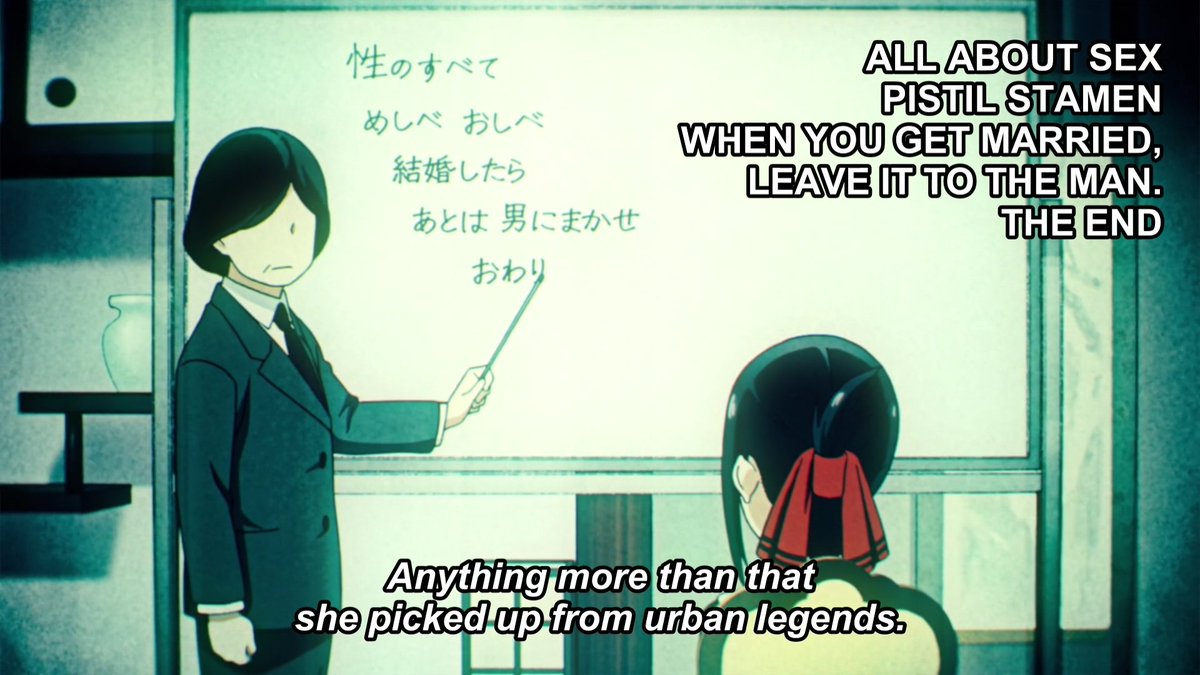 性のすべて
めしべ おしべ
結婚したら
あとは 男にまかせ
おわり
ALL ABOUT SEX
PISTIL STAMEN
WHEN YOU GET MARRIED,
LEAVE IT TO THE MAN.
THE END
Anything more than that
she picked up from urban legends.